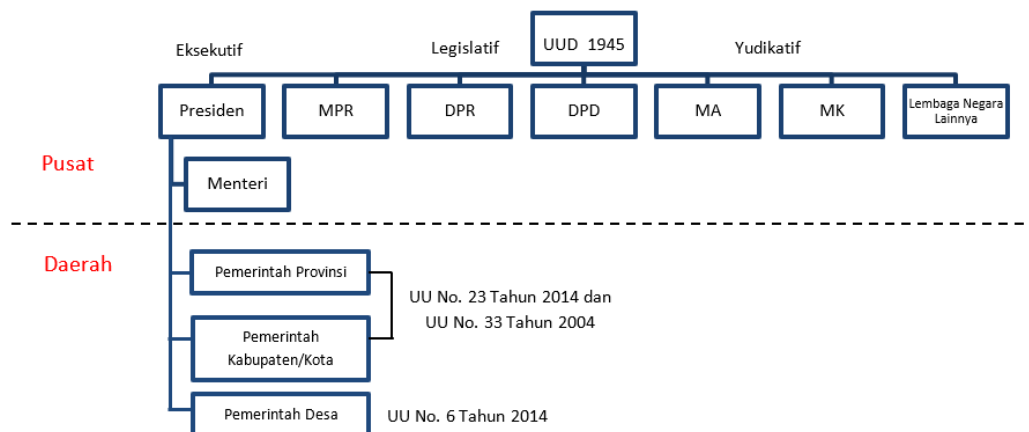 Eksekutif
Legislatif
UUD 1945
Yudikatif
Presiden
MPR
DPR
DPD
MA
MK
Lembaga Negara
Lainnya
Pusat
Menteri
Daerah
Pemerintah Provinsi
UU No. 23 Tahun 2014 dan
UU No. 33 Tahun 2004
Pemerintah
Kabupaten/Kota
Pemerintah Desa
UU No. 6 Tahun 2014